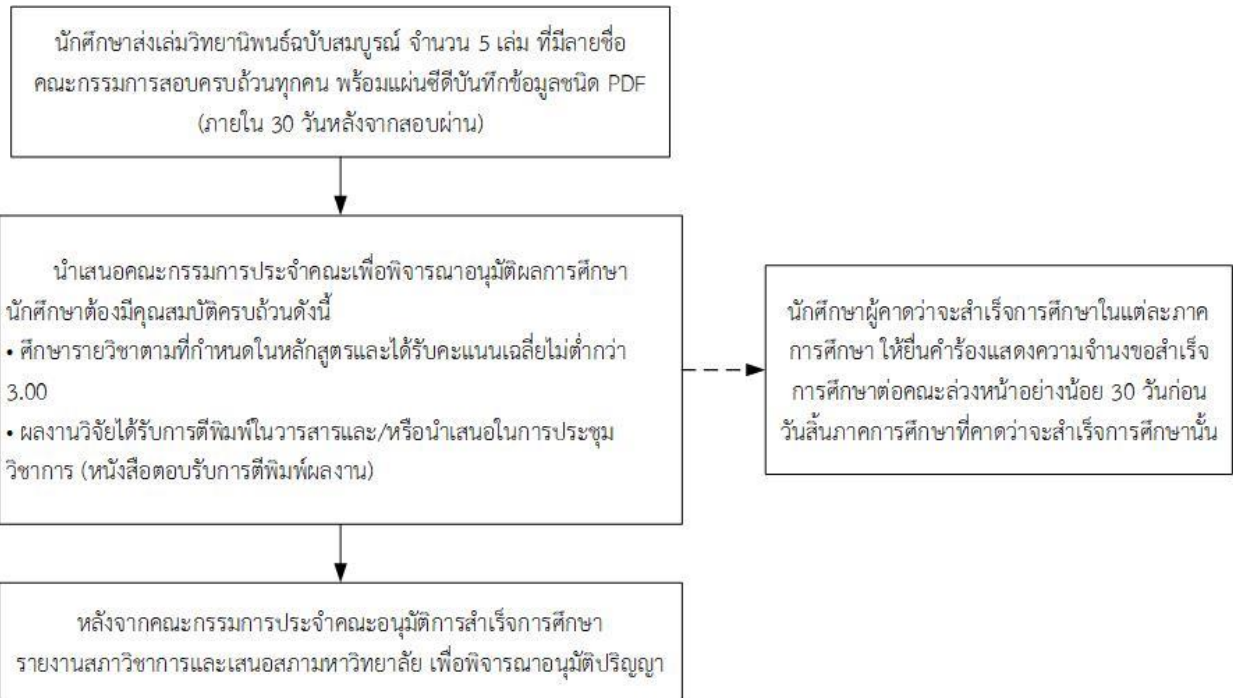 นักศึกษาส่งเล่มวิทยานิพนธ์ฉบับสมบูรณ์ จำนวน 5 เล่ม ที่มีลายชื่อ
คณะกรรมการสอบครบถ้วนทุกคน พร้อมแผ่นซีดีบันทึกข้อมูลชนิด PDF
(ภายใน 30 วันหลังจากสอบผ่าน)
นำเสนอคณะกรรมการประจำคณะเพื่อพิจารณาอนุมัติผลการศึกษา
นักศึกษาต้องมีคุณสมบัติครบถ้วนดังนี้
• ศึกษารายวิชาตามที่กำหนดในหลักสูตรและได้รับคะแนนเฉลี่ยไม่ต่ำกว่า
3.00
• ผลงานวิจัยได้รับการตีพิมพ์ในวารสารและ/หรือนำเสนอในการประชุม
วิชาการ (หนังสือตอบรับการตีพิมพ์ผลงาน)
นักศึกษาผู้คาดว่าจะสำเร็จการศึกษาในแต่ละภาค
การศึกษา ให้ยื่นคำร้องแสดงความจำนงขอสำเร็จ
การศึกษาต่อคณะล่วงหน้าอย่างน้อย 30 วันก่อน
วันสิ้นภาคการศึกษาที่คาดว่าจะสำเร็จการศึกษานั้น
หลังจากคณะกรรมการประจำคณะอนุมัติการสำเร็จการศึกษา
รายงานสภาวิชาการและเสนอสภามหาวิทยาลัย เพื่อพิจารณาอนุมัติปริญญา